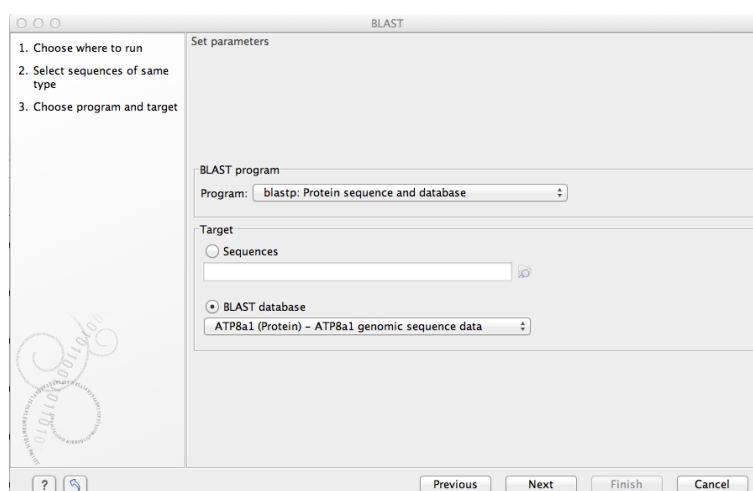 BLAST
1. Choose where to run
2. Select sequences of same
type
3. Choose program and target
Set parameters
BLAST program
Program: blastp: Protein sequence and database
Target
Sequences
BLAST database
ATP8a1 (Protein) – ATP8a1 genomic sequence data
?
Previous Next Finish Cancel